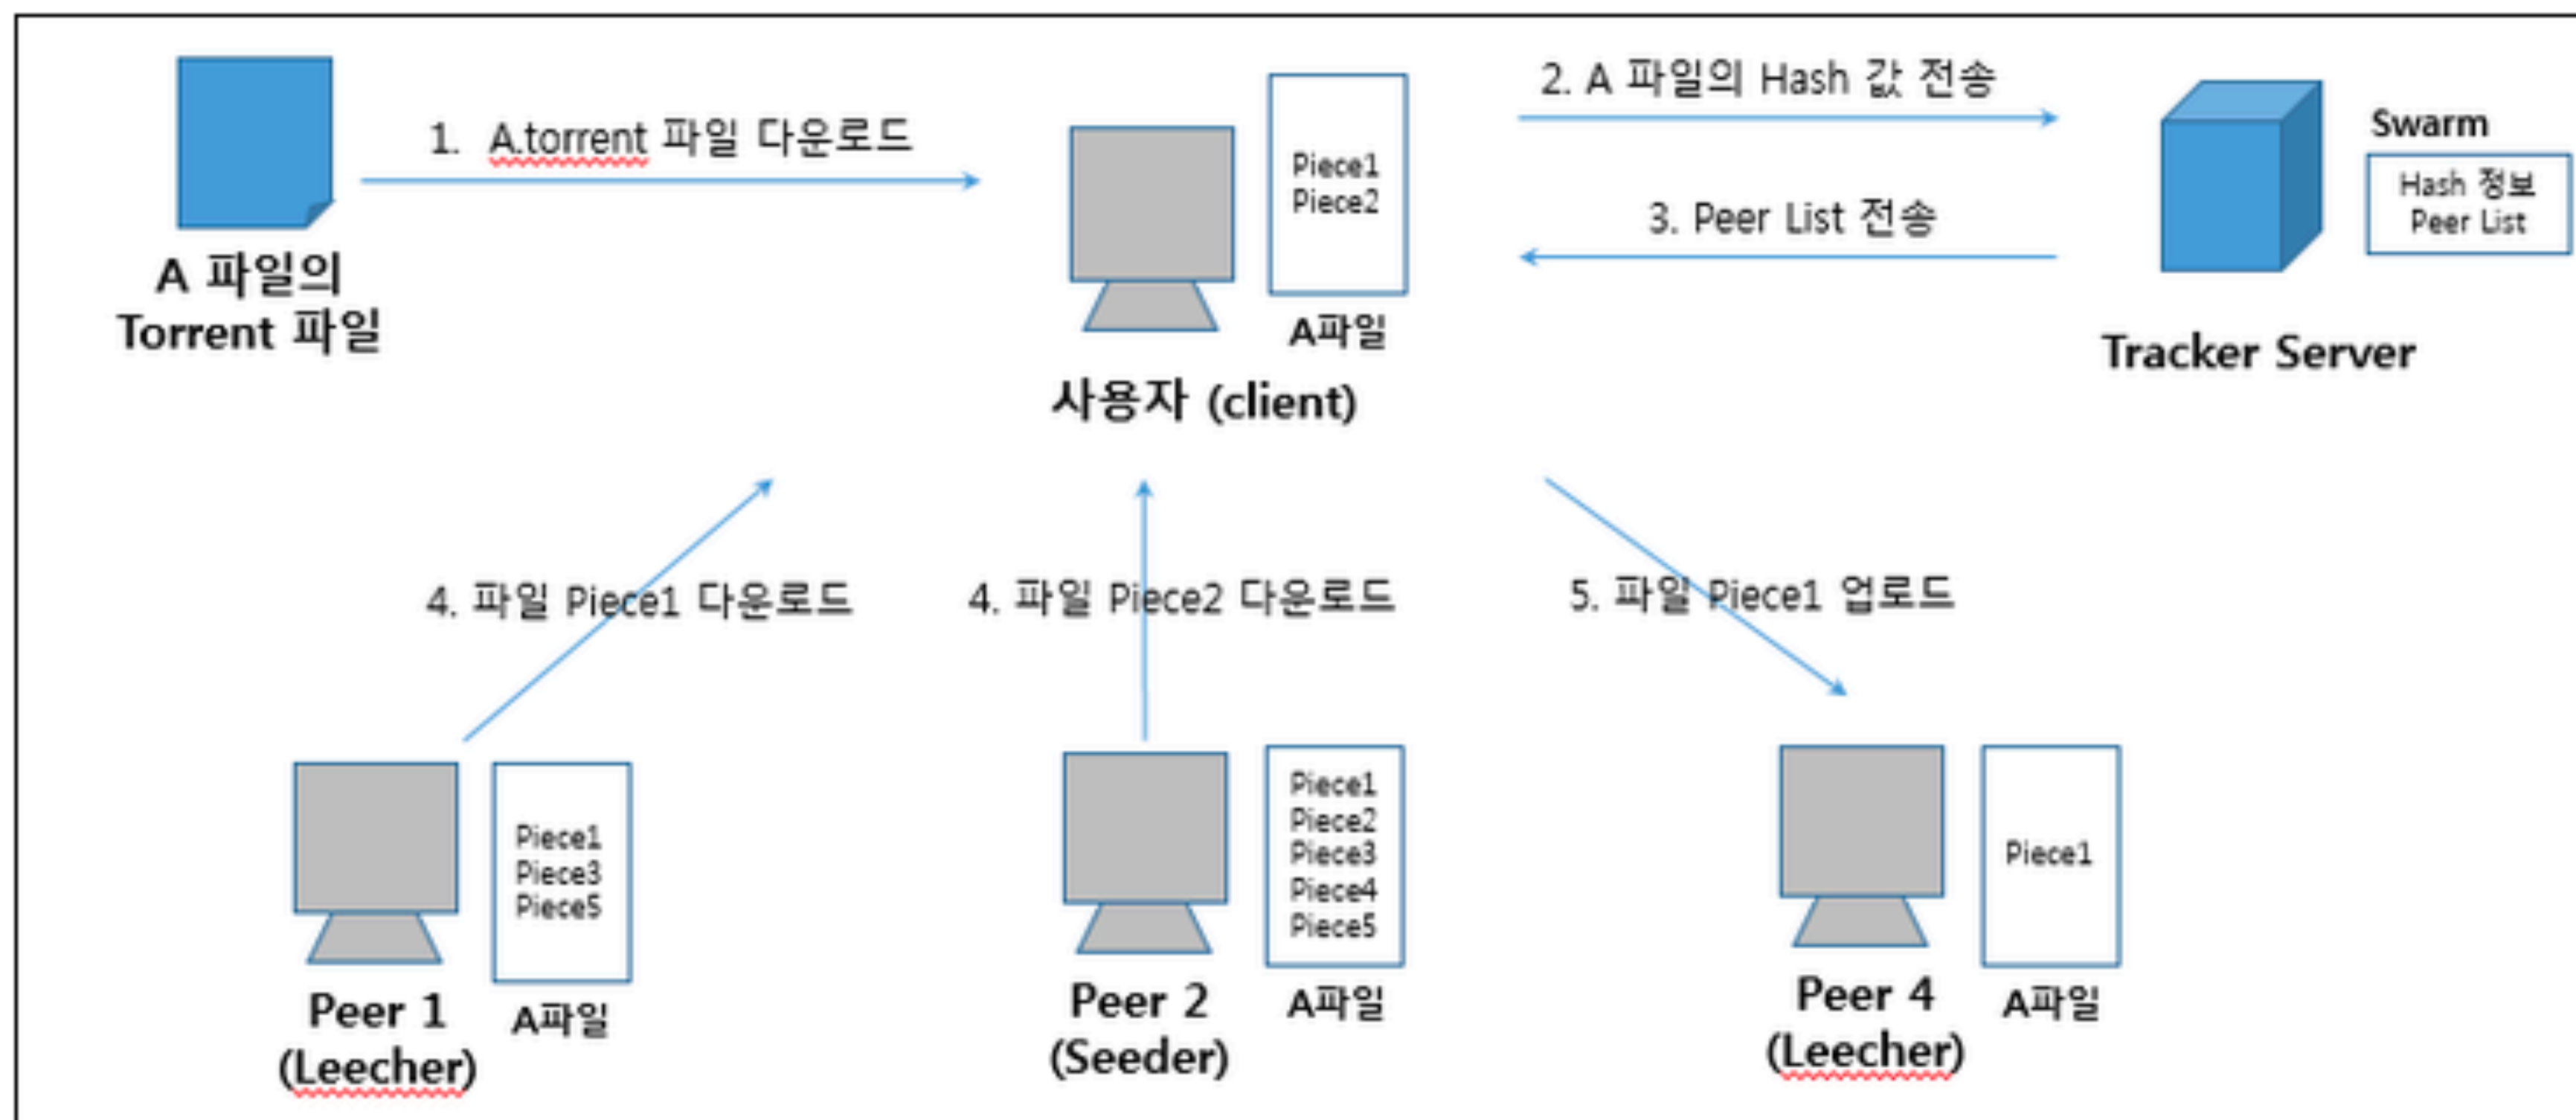 1. A.torrent 파일 다운로드
A 파일의
Torrent 파일
Piece1
Piece2
A파일
사용자 (client)
2. A 파일의 Hash 값 전송
3. Peer List 전송
Swarm
Hash 정보
Peer List
Tracker Server
4. 파일 Piece1 다운로드
4. 파일 Piece2 다운로드
5. 파일 Piece1 업로드
Piece1
Piece3
Piece5
Peer 1
(Leecher)
A파일
Piece1
Piece2
Piece3
Piece4
Piece5
Peer 2
(Seeder)
A파일
Piece1
Peer 4
(Leecher)
A파일